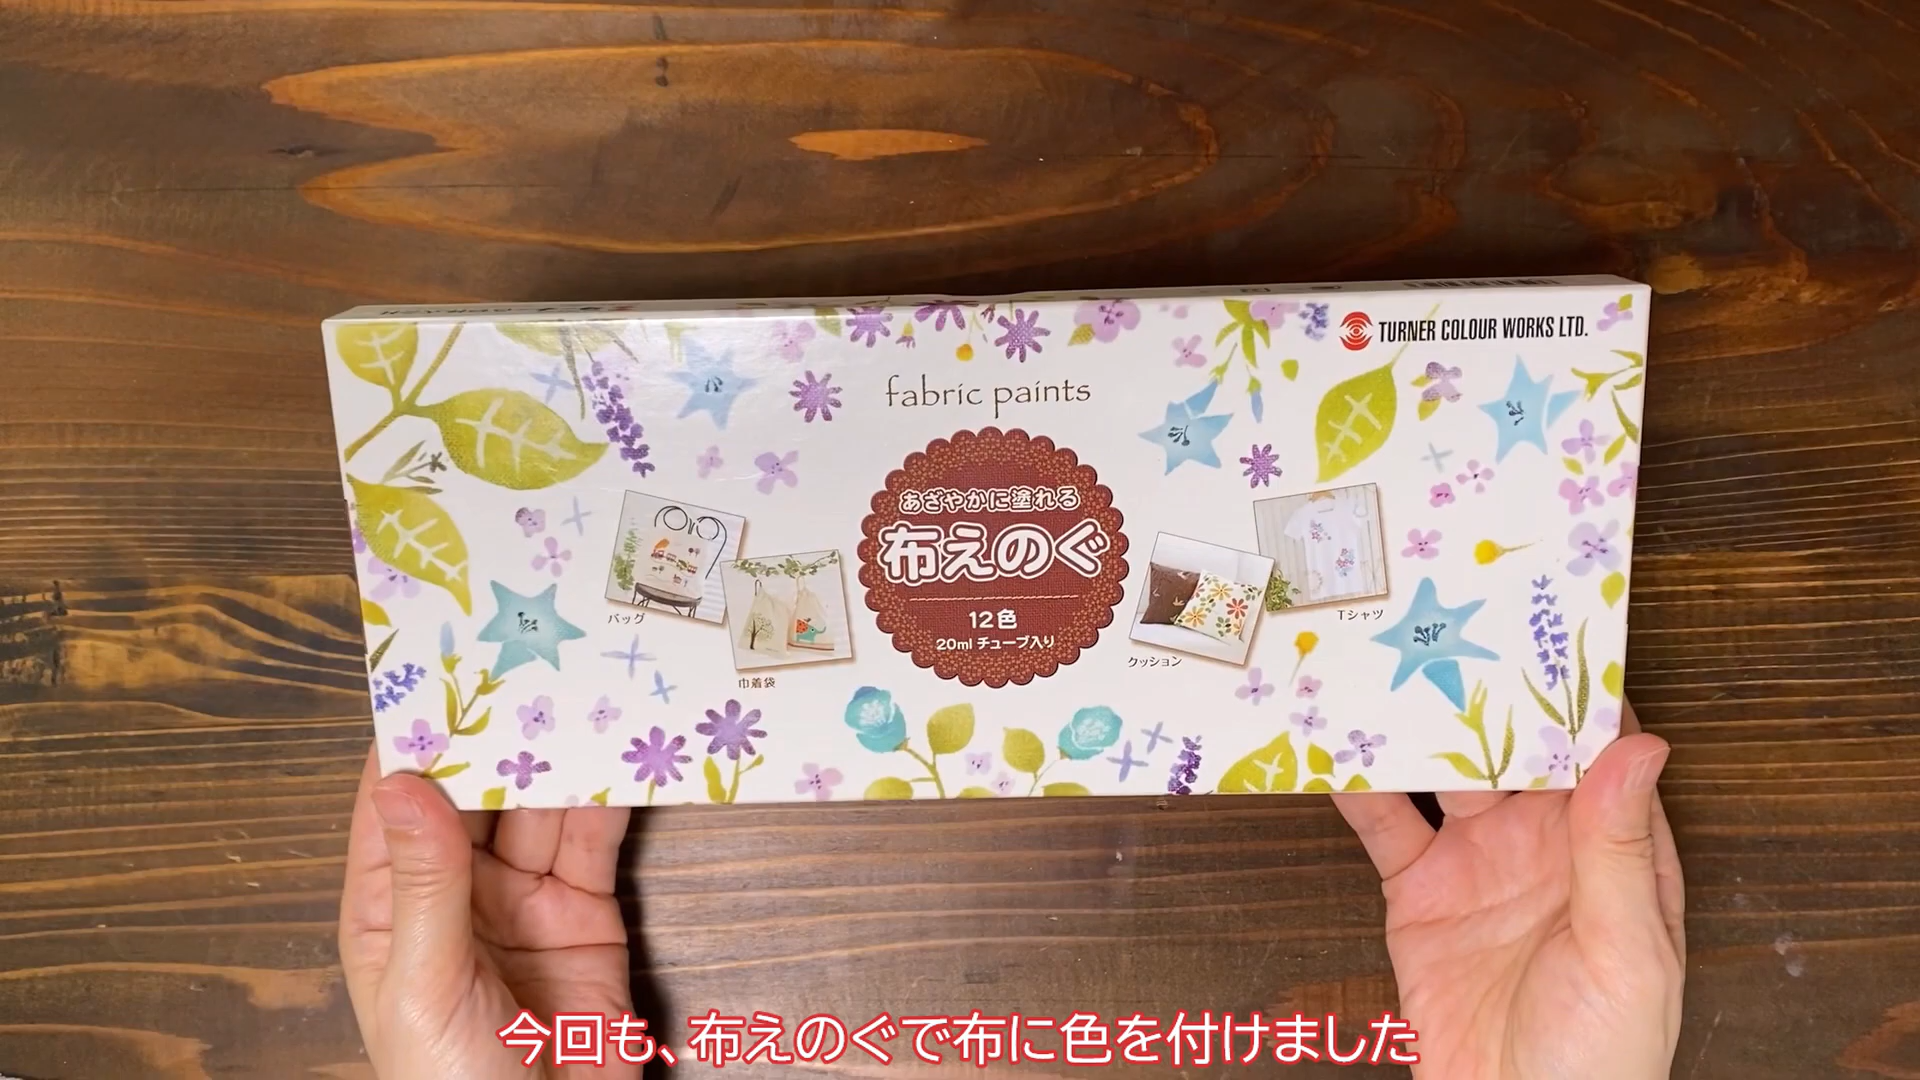 TURNER COLOUR WORKS LTD.
fabric paints
あざやかに塗れる
布えのぐ
12色
20ml チューブ入り
バッグ
巾着袋
クッション
Tシャツ
今回も、布えのぐで布に色を付けました